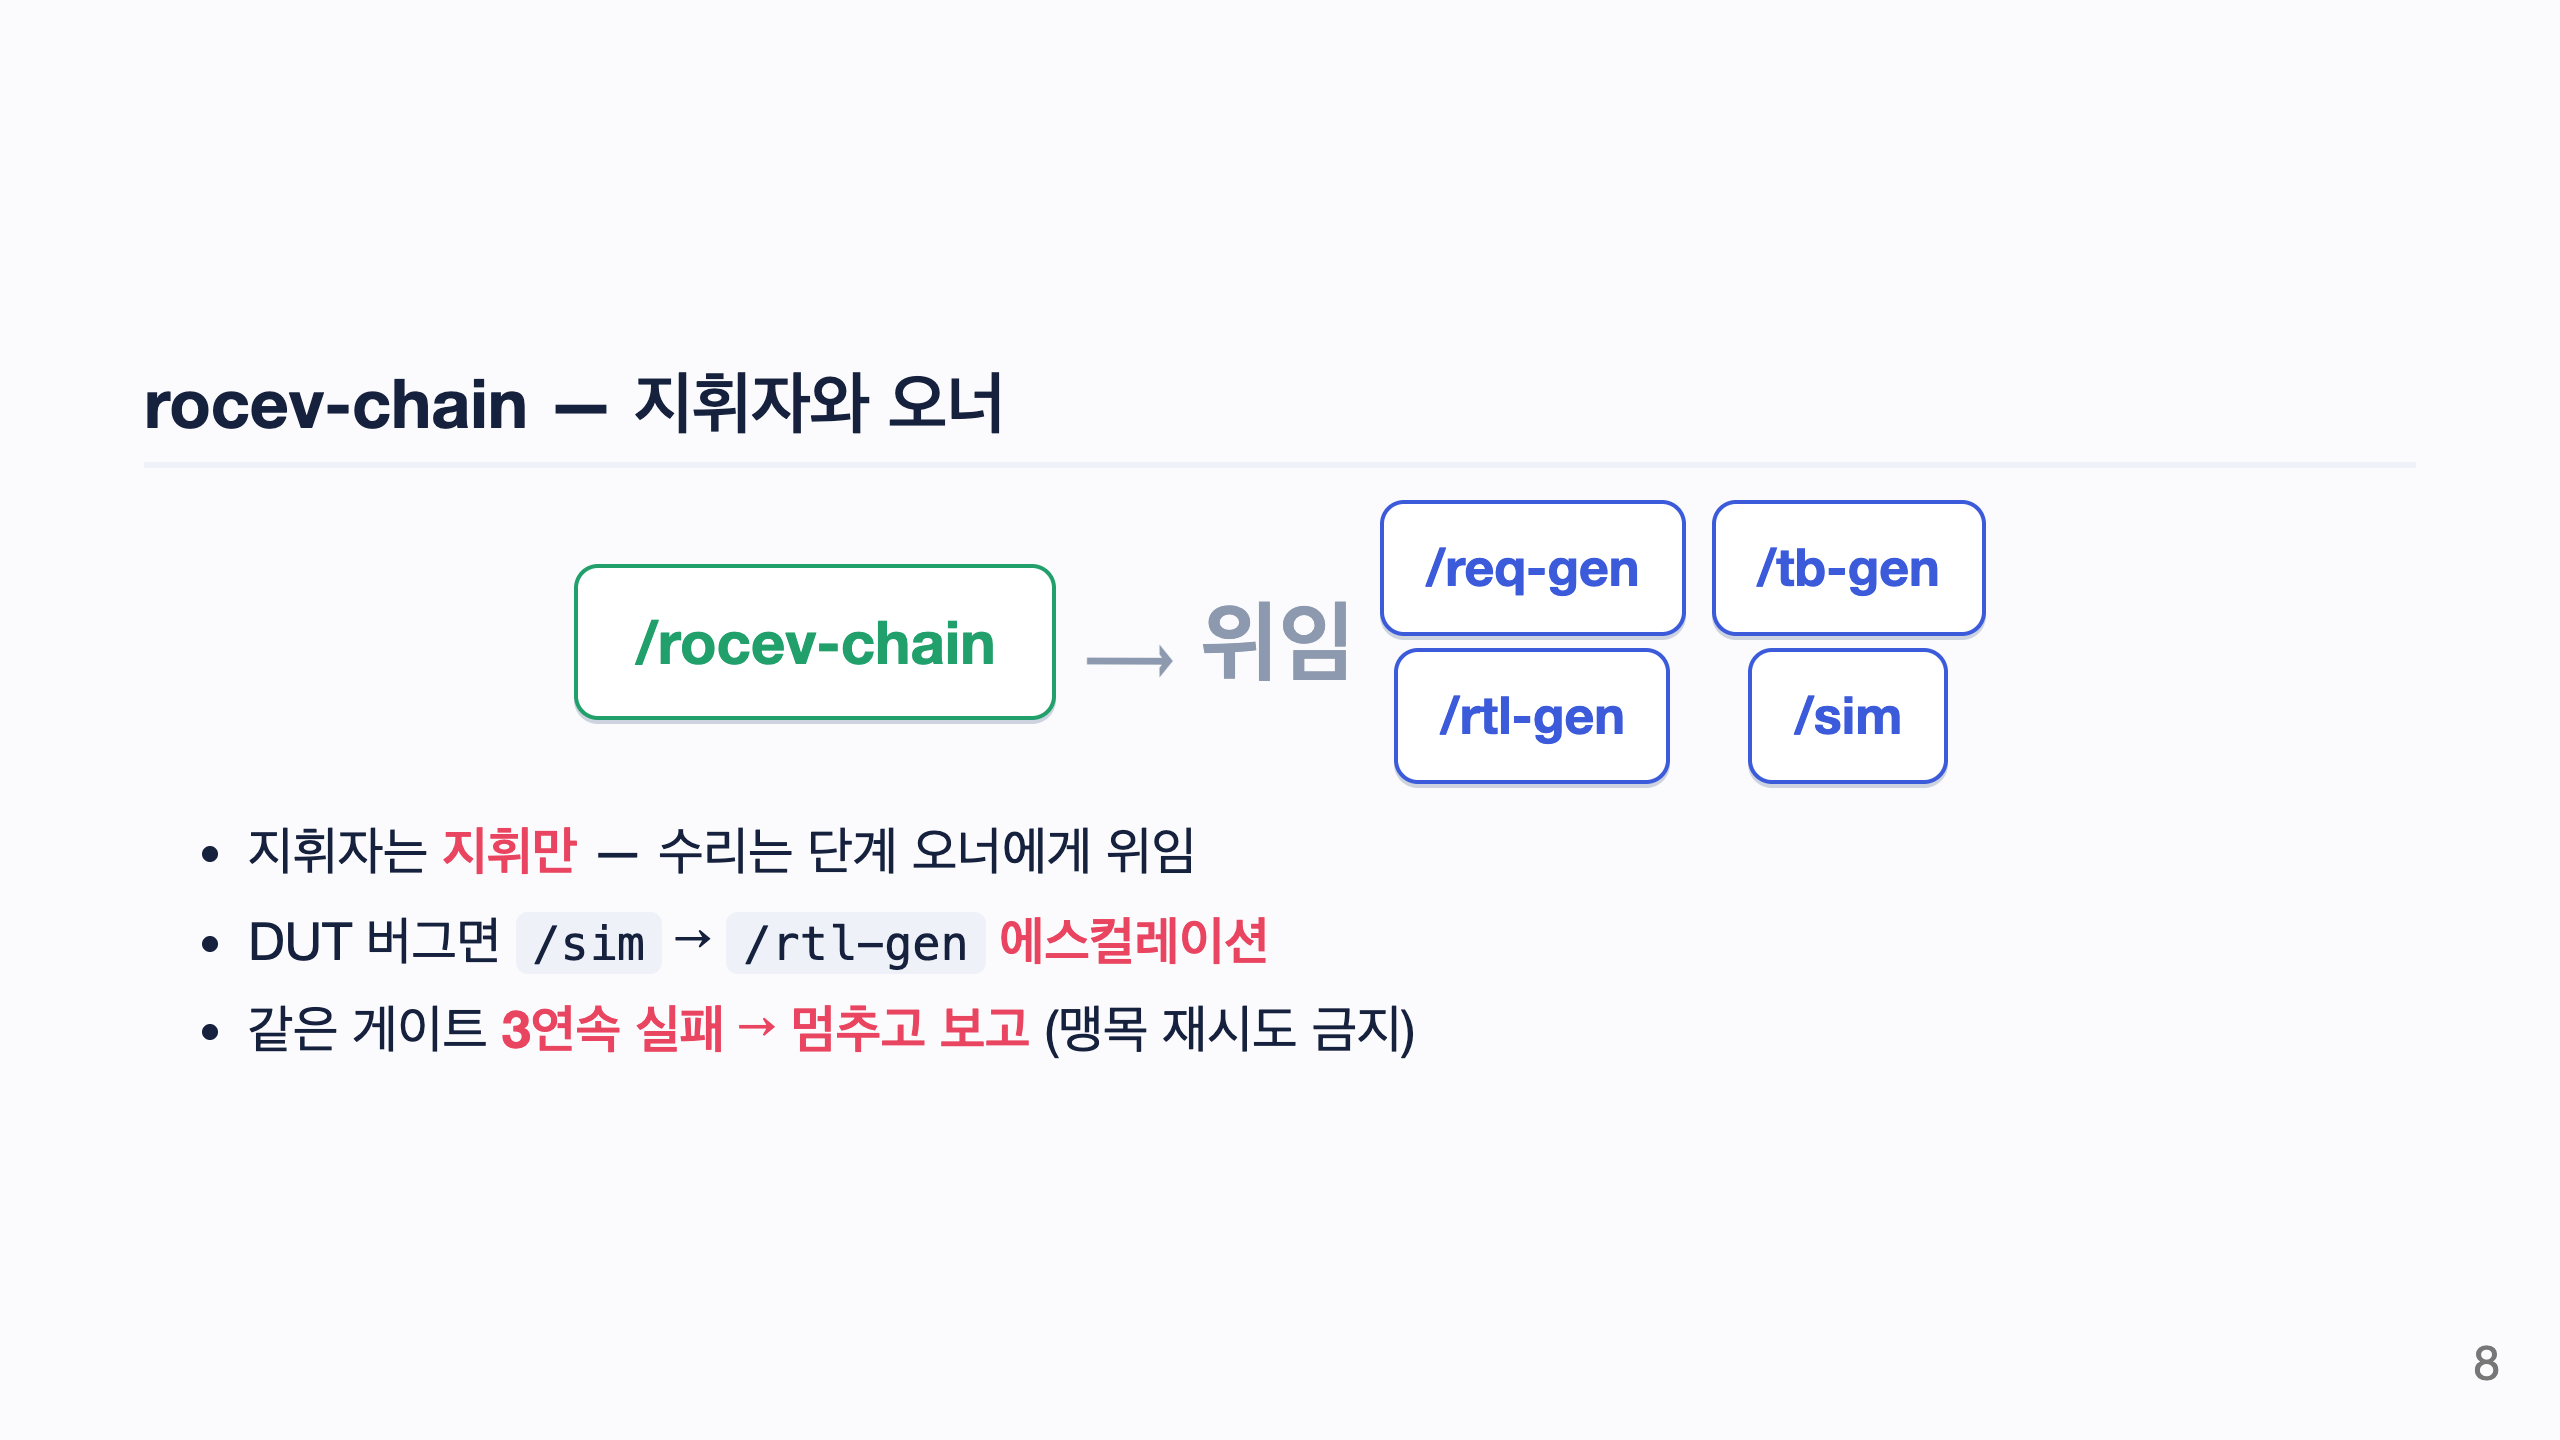 rocev-chain — 지휘자와 오너
/rocev-chain → 위임
/req-gen /tb-gen
/rtl-gen /sim
• 지휘자는 지휘만 — 수리는 단계 오너에게 위임
• DUT 버그면 /sim → /rtl-gen 에스컬레이션
• 같은 게이트 3연속 실패 → 멈추고 보고 (맹목 재시도 금지)
8